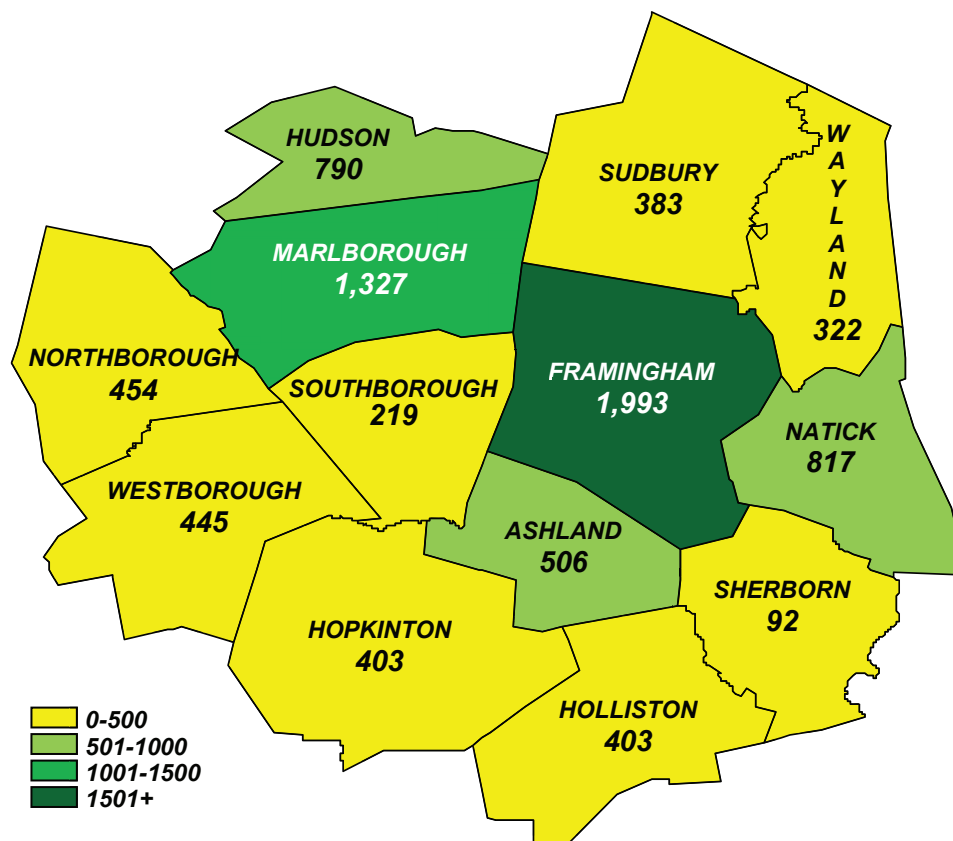 HUDSON
790
SUDBURY
383
WAYLAND
322
MARLBOROUGH
1,327
NORTHBOROUGH
454
SOUTHBOROUGH
219
FRAMINGHAM
1,993
NATICK
817
WESTBOROUGH
445
ASHLAND
506
SHERBORN
92
HOPKINTON
403
HOLLISTON
403
0-500
501-1000
1001-1500
1501+